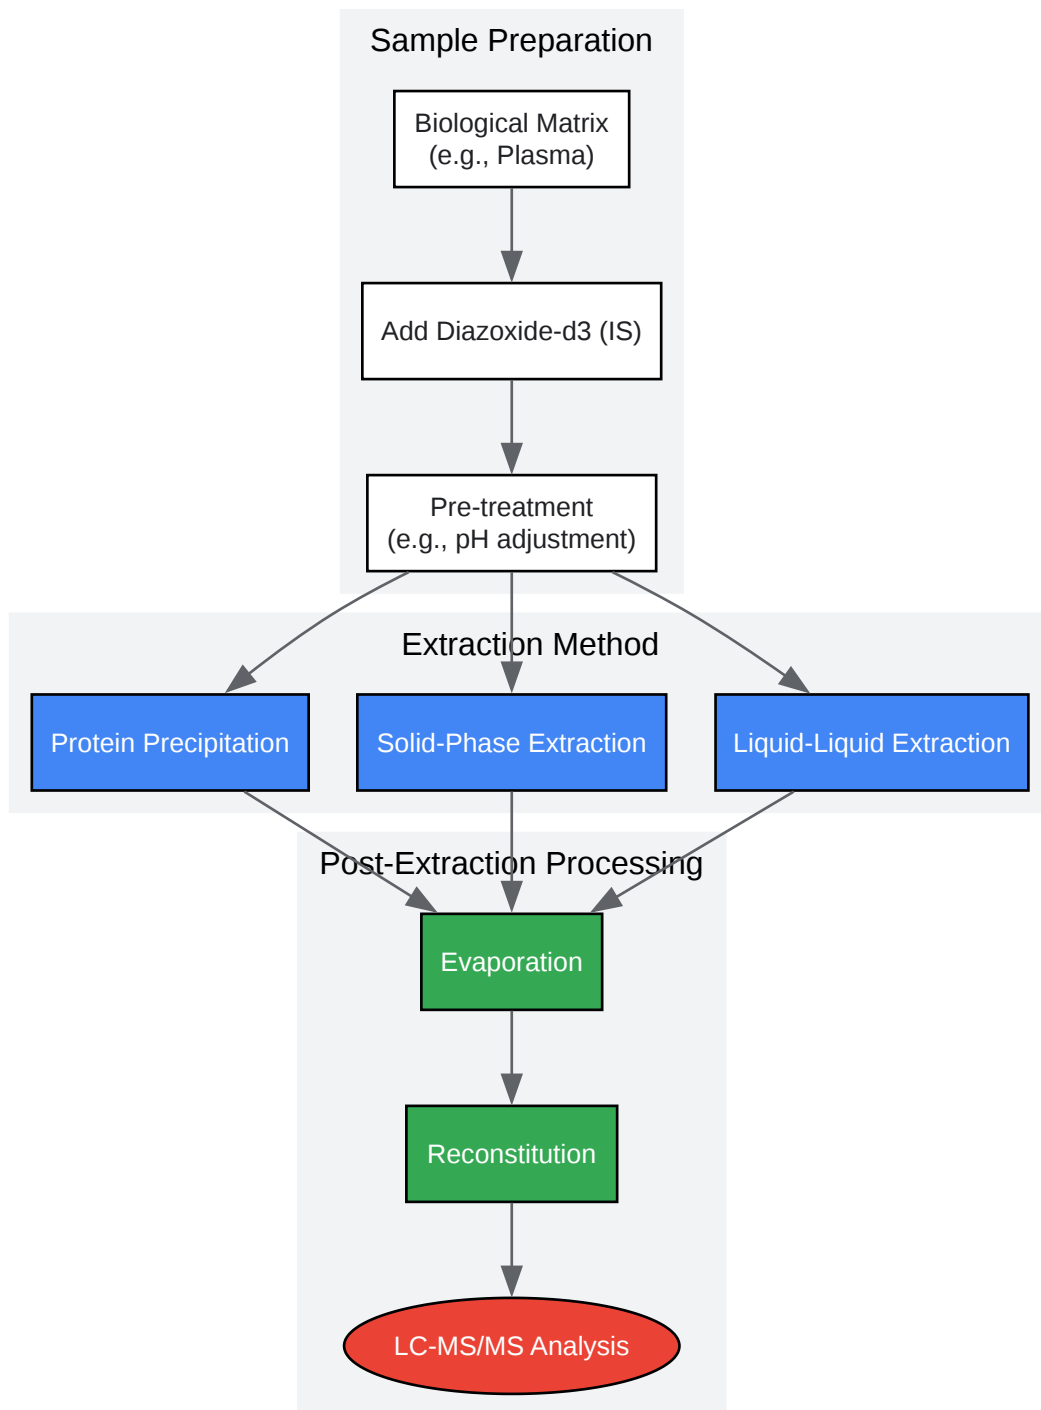 Sample Preparation
Biological Matrix
(e.g., Plasma)
Add Diazoxide-d3 (IS)
Pre-treatment
(e.g., pH adjustment)
Extraction Method
Protein Precipitation
Solid-Phase Extraction
Liquid-Liquid Extraction
Post-Extraction Processing
Evaporation
Reconstitution
LC-MS/MS Analysis